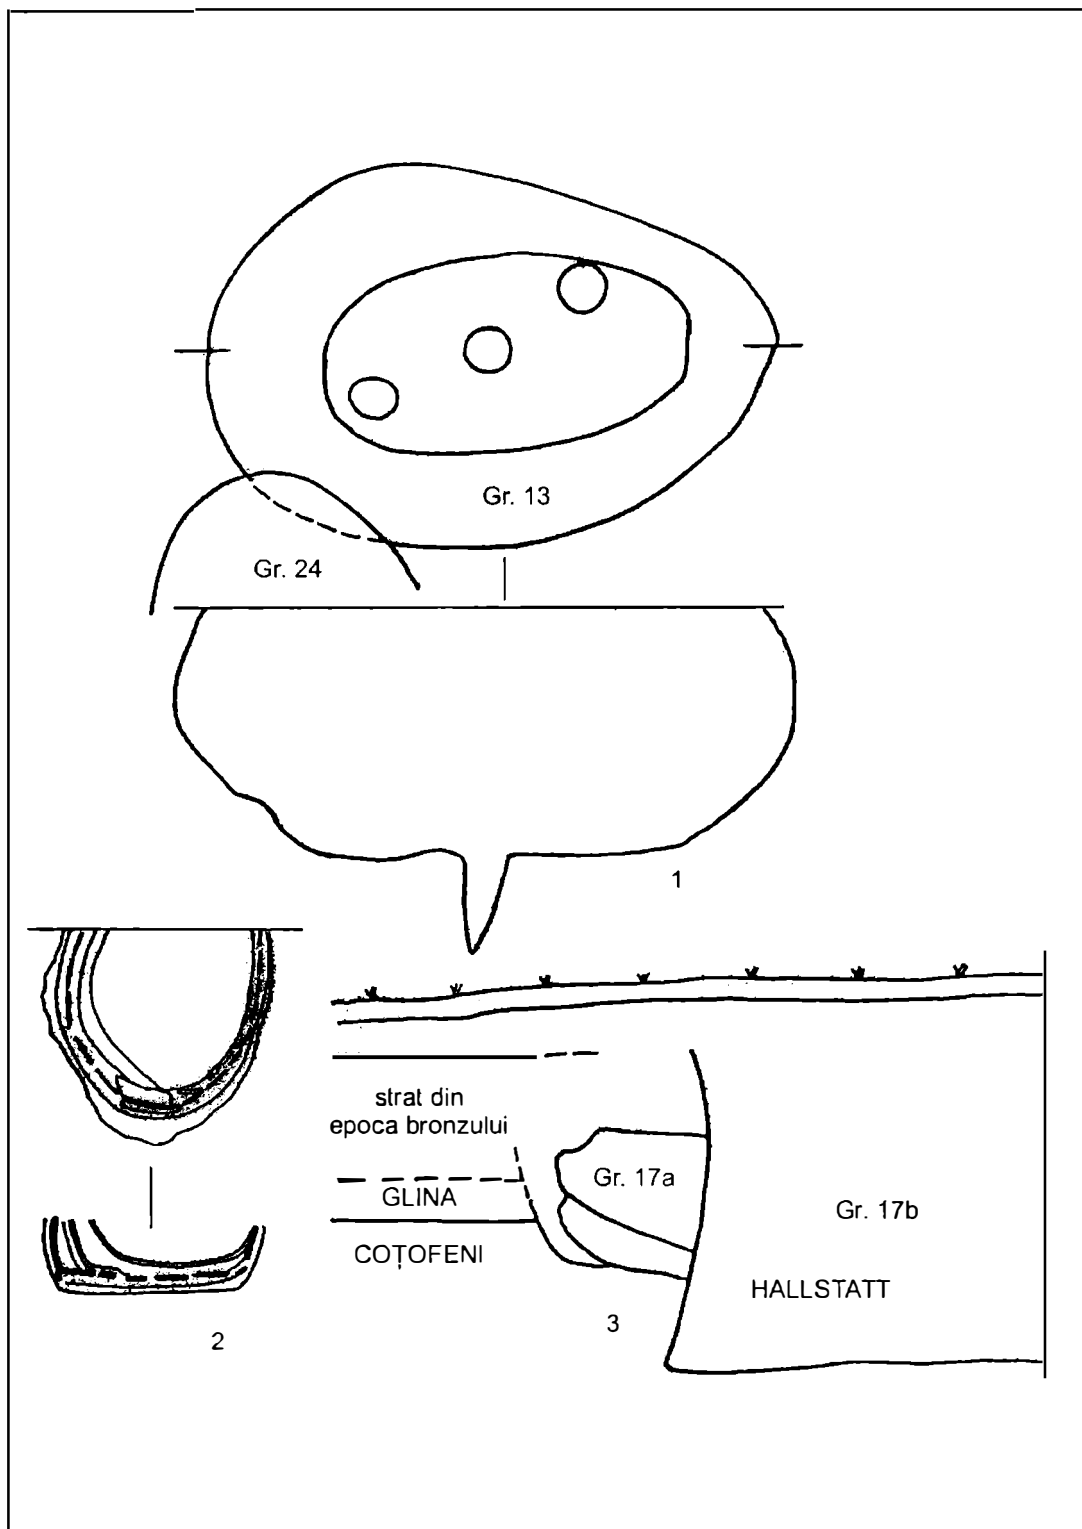 Gr. 13
Gr. 24
1
strat din
epoca bronzului
GLINA
COȚOFENI
Gr. 17a
Gr. 17b
HALLSTATT
2
3